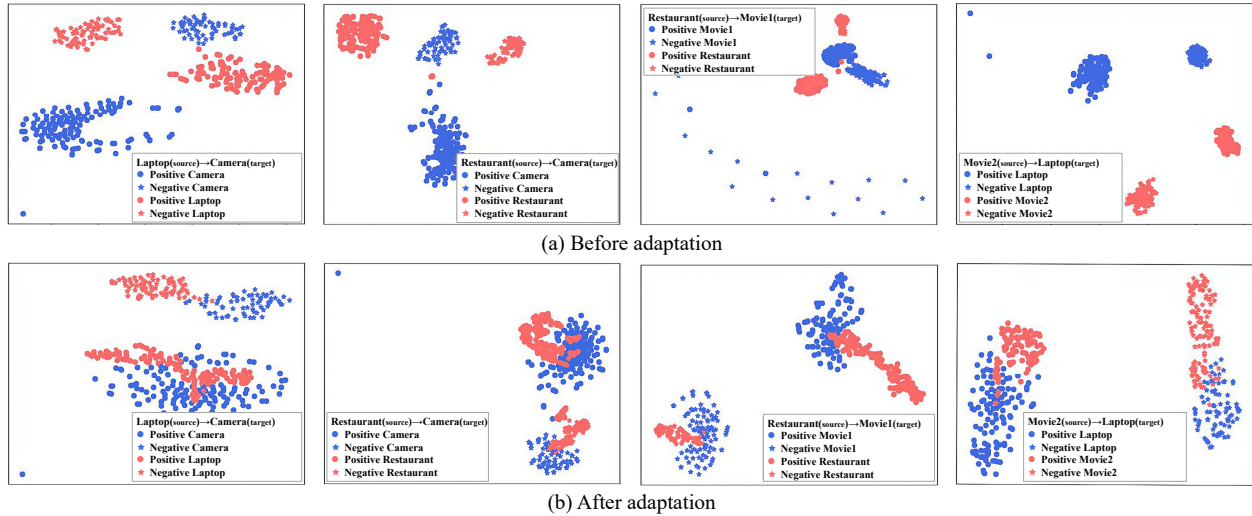 Laptop(source)→Camera(target)
Positive Camera
Negative Camera
Positive Laptop
Negative Laptop
Restaurant(source)→Camera(target)
Positive Camera
Negative Camera
Positive Restaurant
Negative Restaurant
Restaurant(source)→Movie1(target)
Positive Movie1
Negative Movie1
Positive Restaurant
Negative Restaurant
Movie2(source)→Laptop(target)
Positive Laptop
Negative Laptop
Positive Movie2
Negative Movie2
(a) Before adaptation
Laptop(source)→Camera(target)
Positive Camera
Negative Camera
Positive Laptop
Negative Laptop
Restaurant(source)→Camera(target)
Positive Camera
Negative Camera
Positive Restaurant
Negative Restaurant
Restaurant(source)→Movie1(target)
Positive Movie1
Negative Movie1
Positive Restaurant
Negative Restaurant
Movie2(source)→Laptop(target)
Positive Laptop
Negative Laptop
Positive Movie2
Negative Movie2
(b) After adaptation